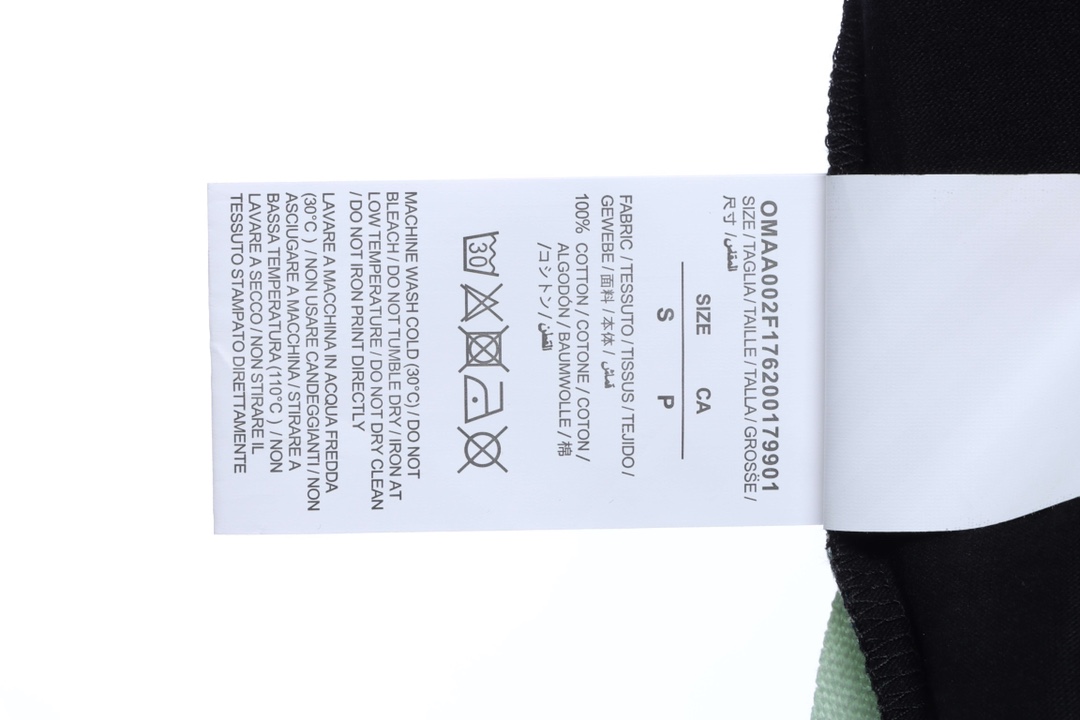 OMAA002F176200179901
SIZE / TAGLIA / TAILLE / TALLA / GROSSE /
尺寸 / المقاس
SIZE CA
S P
FABRIC / TESSUTO / TISSUS / TEJIDO /
GEWEBE / 面料 / 本体 / قماش
100% COTTON / COTONE / COTON /
ALGODÓN / BAUMWOLLE / 棉
/ コシトン / القطن
30
MACHINE WASH COLD (30°C) / DO NOT
BLEACH / DO NOT TUMBLE DRY / IRON AT
LOW TEMPERATURE / DO NOT DRY CLEAN
/ DO NOT IRON PRINT DIRECTLY
LAVARE A MACCHINA IN ACQUA FREDDA
(30°C ) / NON USARE CANDEGGIANTI / NON
ASCIUGARE A MACCHINA / STIRARE A
BASSA TEMPERATURA (110°C ) / NON
LAVARE A SECCO / NON STIRARE IL
TESSUTO STAMPATO DIRETTAMENTE